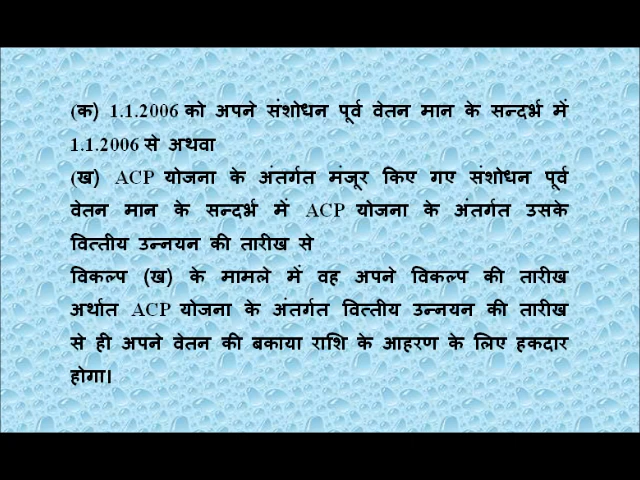 (क) 1.1.2006 को अपने संशोधन पूर्व वेतन मान के सन्दर्भ में
1.1.2006 से अथवा
(ख) ACP योजना के अंतर्गत मंजूर किए गए संशोधन पूर्व
वेतन मान के सन्दर्भ में ACP योजना के अंतर्गत उसके
वित्तीय उन्नयन की तारीख से
विकल्प (ख) के मामले में वह अपने विकल्प की तारीख
अर्थात ACP योजना के अंतर्गत वित्तीय उन्नयन की तारीख
से ही अपने वेतन की बकाया राशि के आहरण के लिए हकदार
होगा।